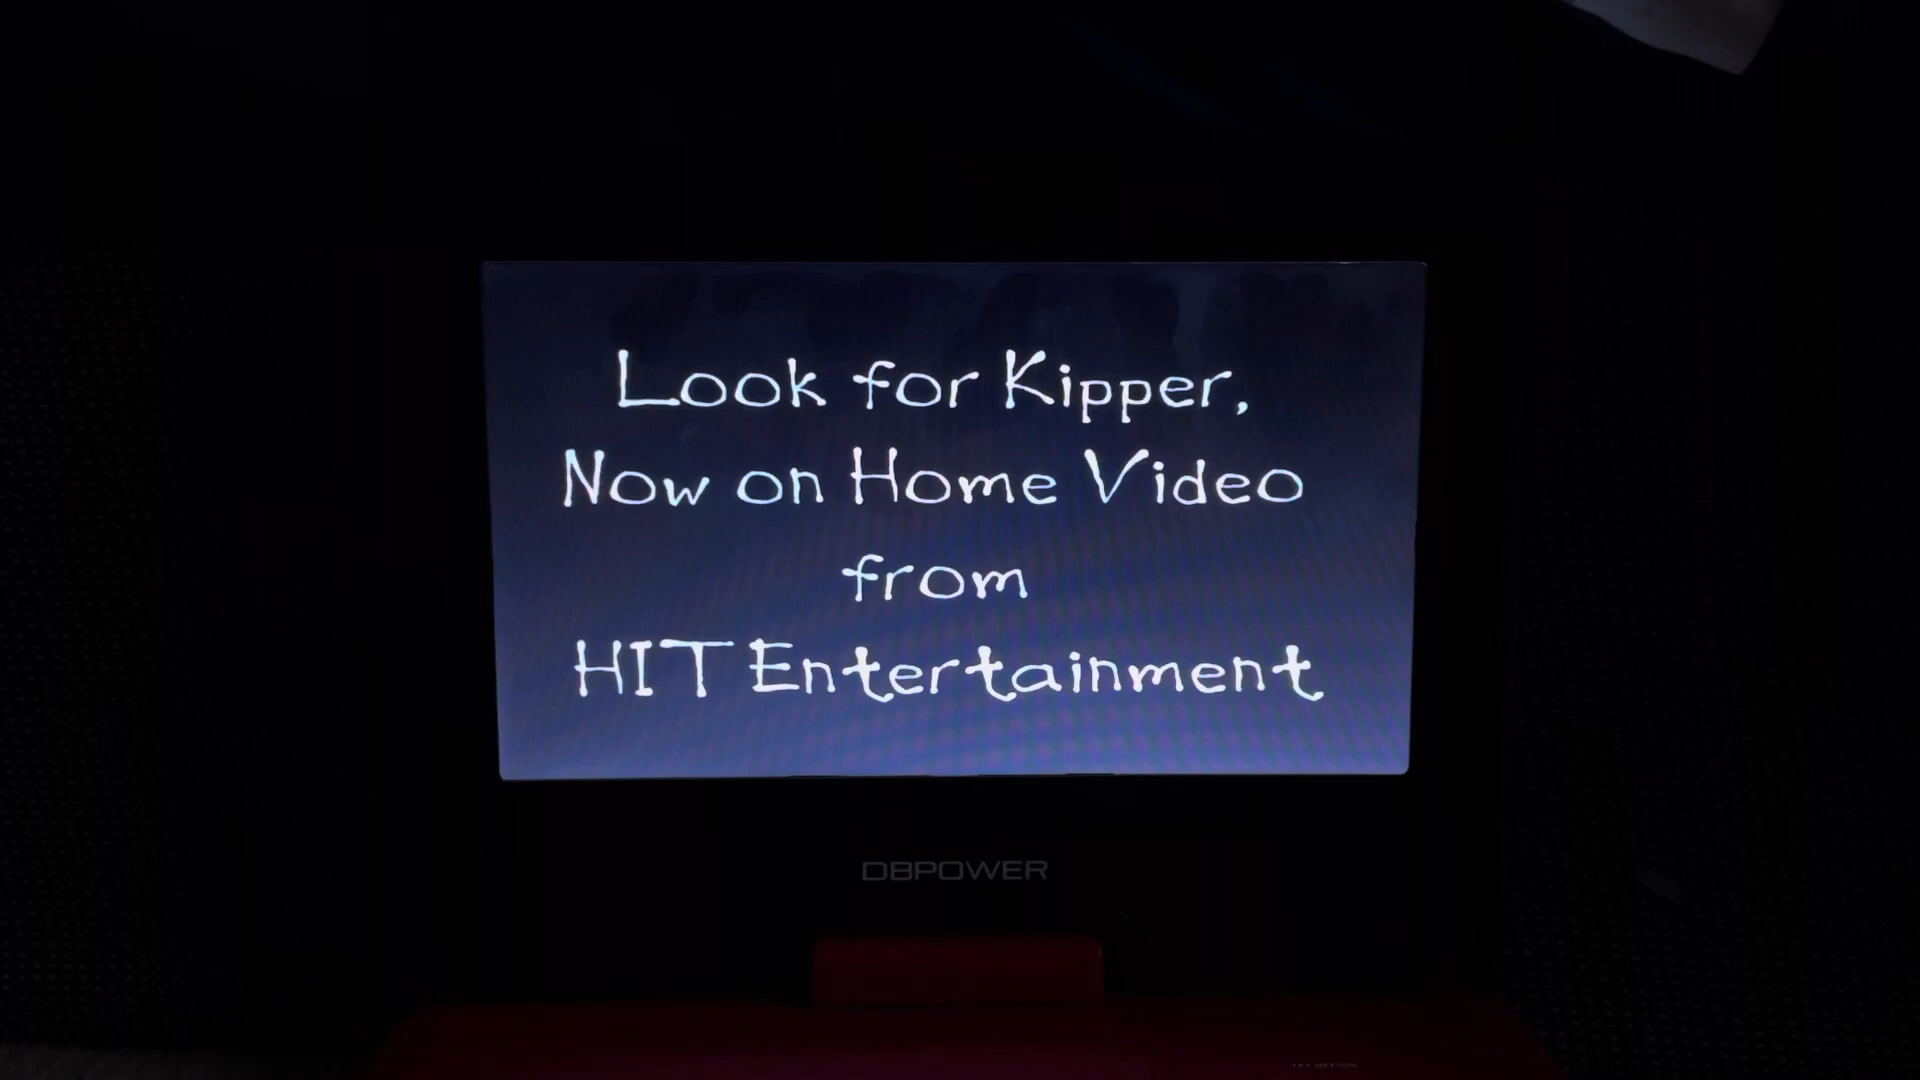 Look for Kipper,
Now on Home Video
from
HIT Entertainment
DBPOWER